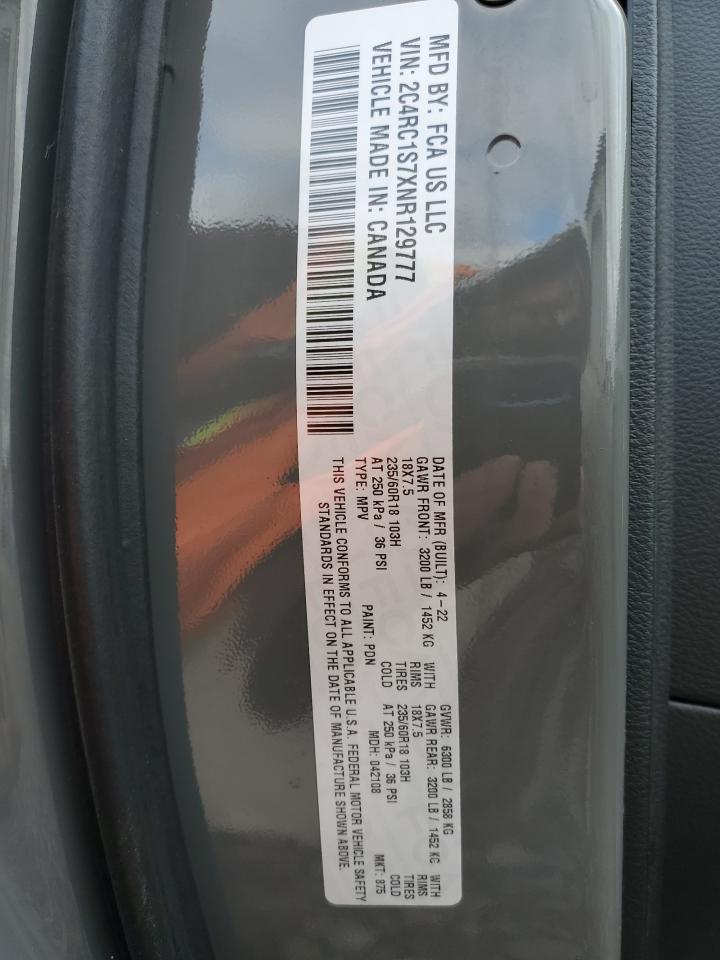 MFD BY: FCA US LLC
VIN: 2C4RC1S7XNR129777
VEHICLE MADE IN: CANADA
DATE OF MFR (BUILT): 4-22 GVWR: 6300 LB / 2858 KG
GAWR FRONT: 3200 LB / 1452 KG WITH GAWR REAR: 3200 LB / 1452 KG WITH
18X7.5 RIMS 18X7.5 RIMS
235/60R18 103H TIRES 235/60R18 103H TIRES
AT 250 kPa / 36 PSI COLD AT 250 kPa / 36 PSI COLD
TYPE: MPV PAINT: PDN MDH: 042108 MKT: 875
THIS VEHICLE CONFORMS TO ALL APPLICABLE U.S.A. FEDERAL MOTOR VEHICLE SAFETY
STANDARDS IN EFFECT ON THE DATE OF MANUFACTURE SHOWN ABOVE.